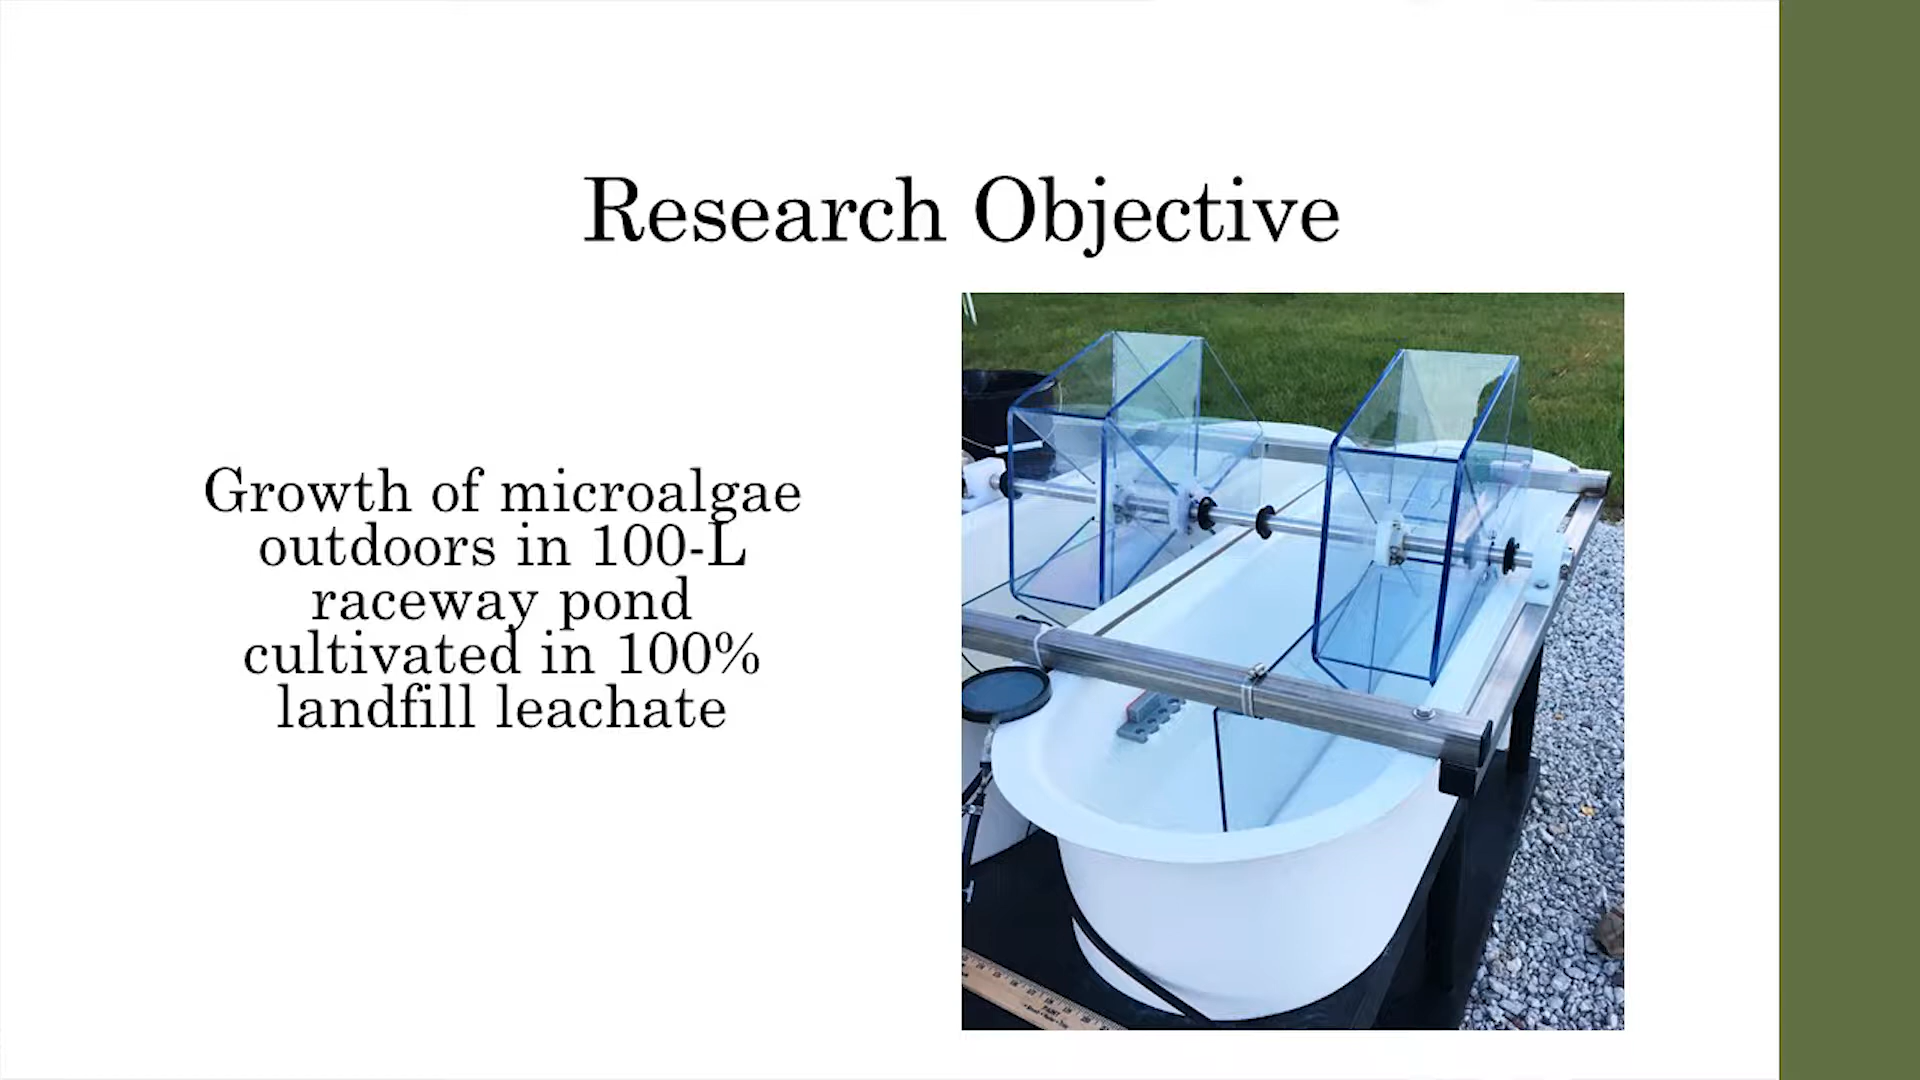 Research Objective
Growth of microalgae
outdoors in 100-L
raceway pond
cultivated in 100%
landfill leachate